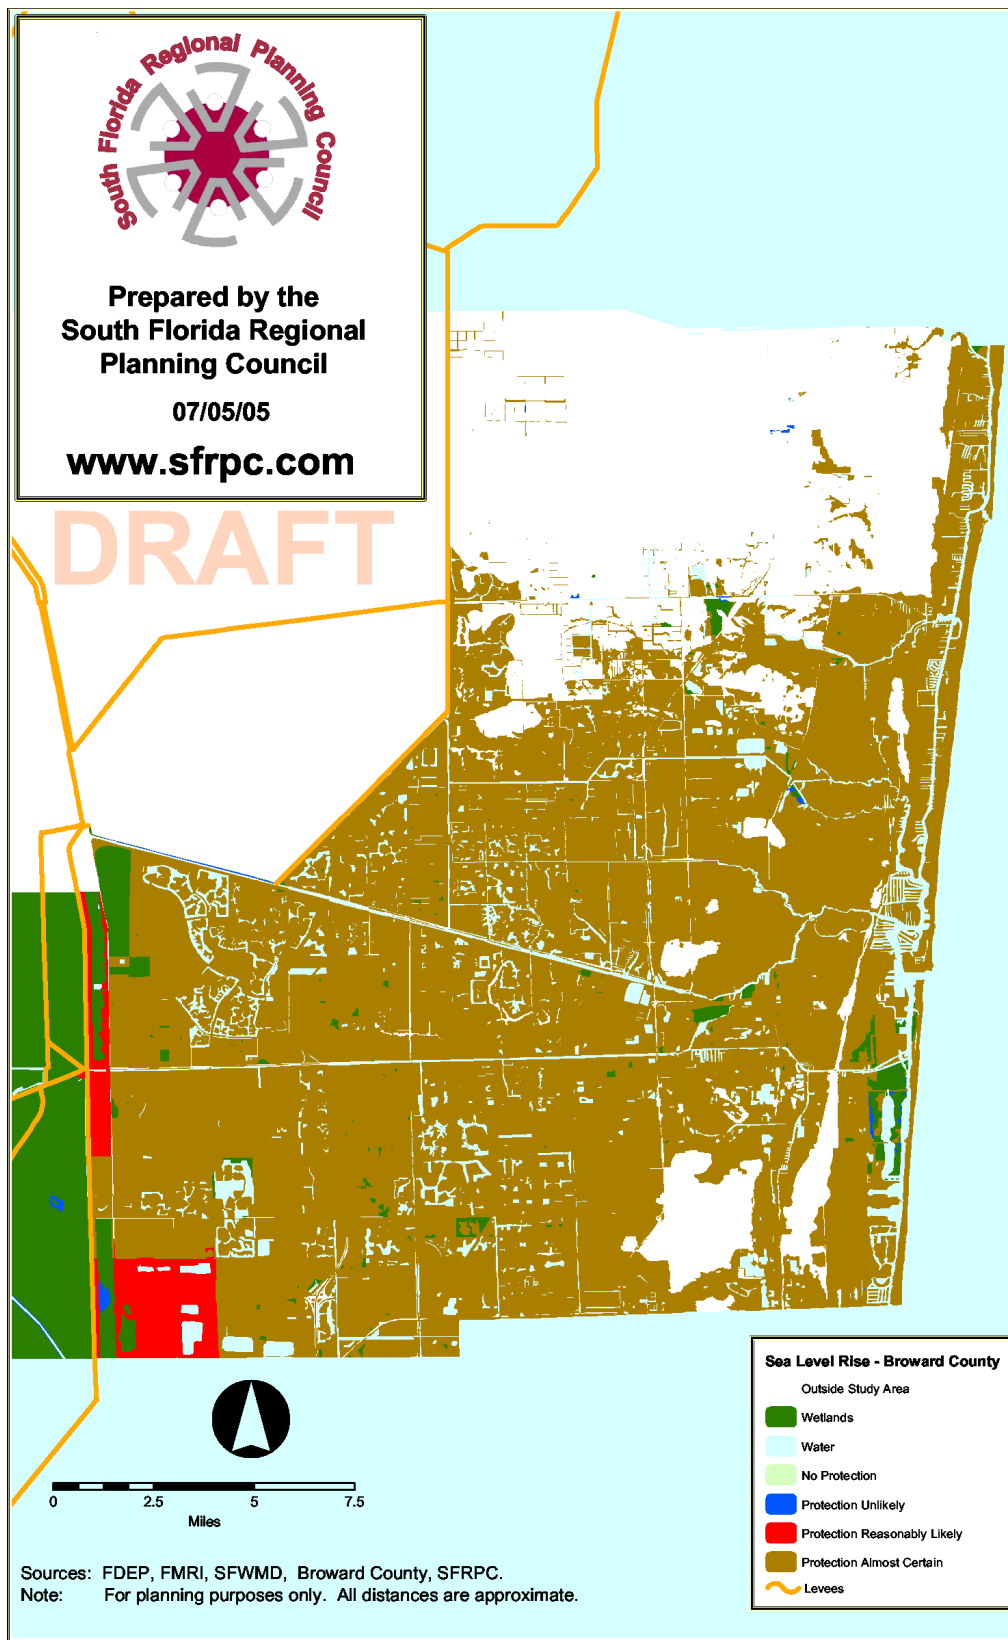 South Florida Regional Planning Council
Prepared by the
South Florida Regional
Planning Council
07/05/05
www.sfrpc.com
DRAFT
Sea Level Rise - Broward County
Outside Study Area
Wetlands
Water
No Protection
Protection Unlikely
Protection Reasonably Likely
Protection Almost Certain
Levees
0 2.5 5 7.5
Miles
Sources: FDEP, FMRI, SFWMD, Broward County, SFRPC.
Note: For planning purposes only. All distances are approximate.